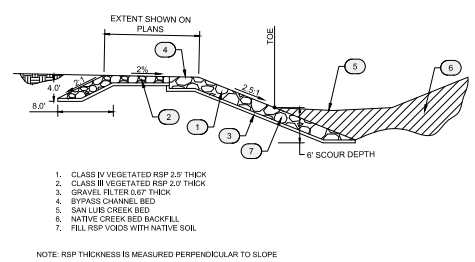 EXTENT SHOWN ON
PLANS
TOE
4
2%
5
6
2:1
4.0'
2.5:1
8.0'
2
1
3
7
6' SCOUR DEPTH
1. CLASS IV VEGETATED RSP 2.5' THICK
2. CLASS III VEGETATED RSP 2.0' THICK
3. GRAVEL FILTER 0.67' THICK
4. BYPASS CHANNEL BED
5. SAN LUIS CREEK BED
6. NATIVE CREEK BED BACKFILL
7. FILL RSP VOIDS WITH NATIVE SOIL
NOTE: RSP THICKNESS IS MEASURED PERPENDICULAR TO SLOPE